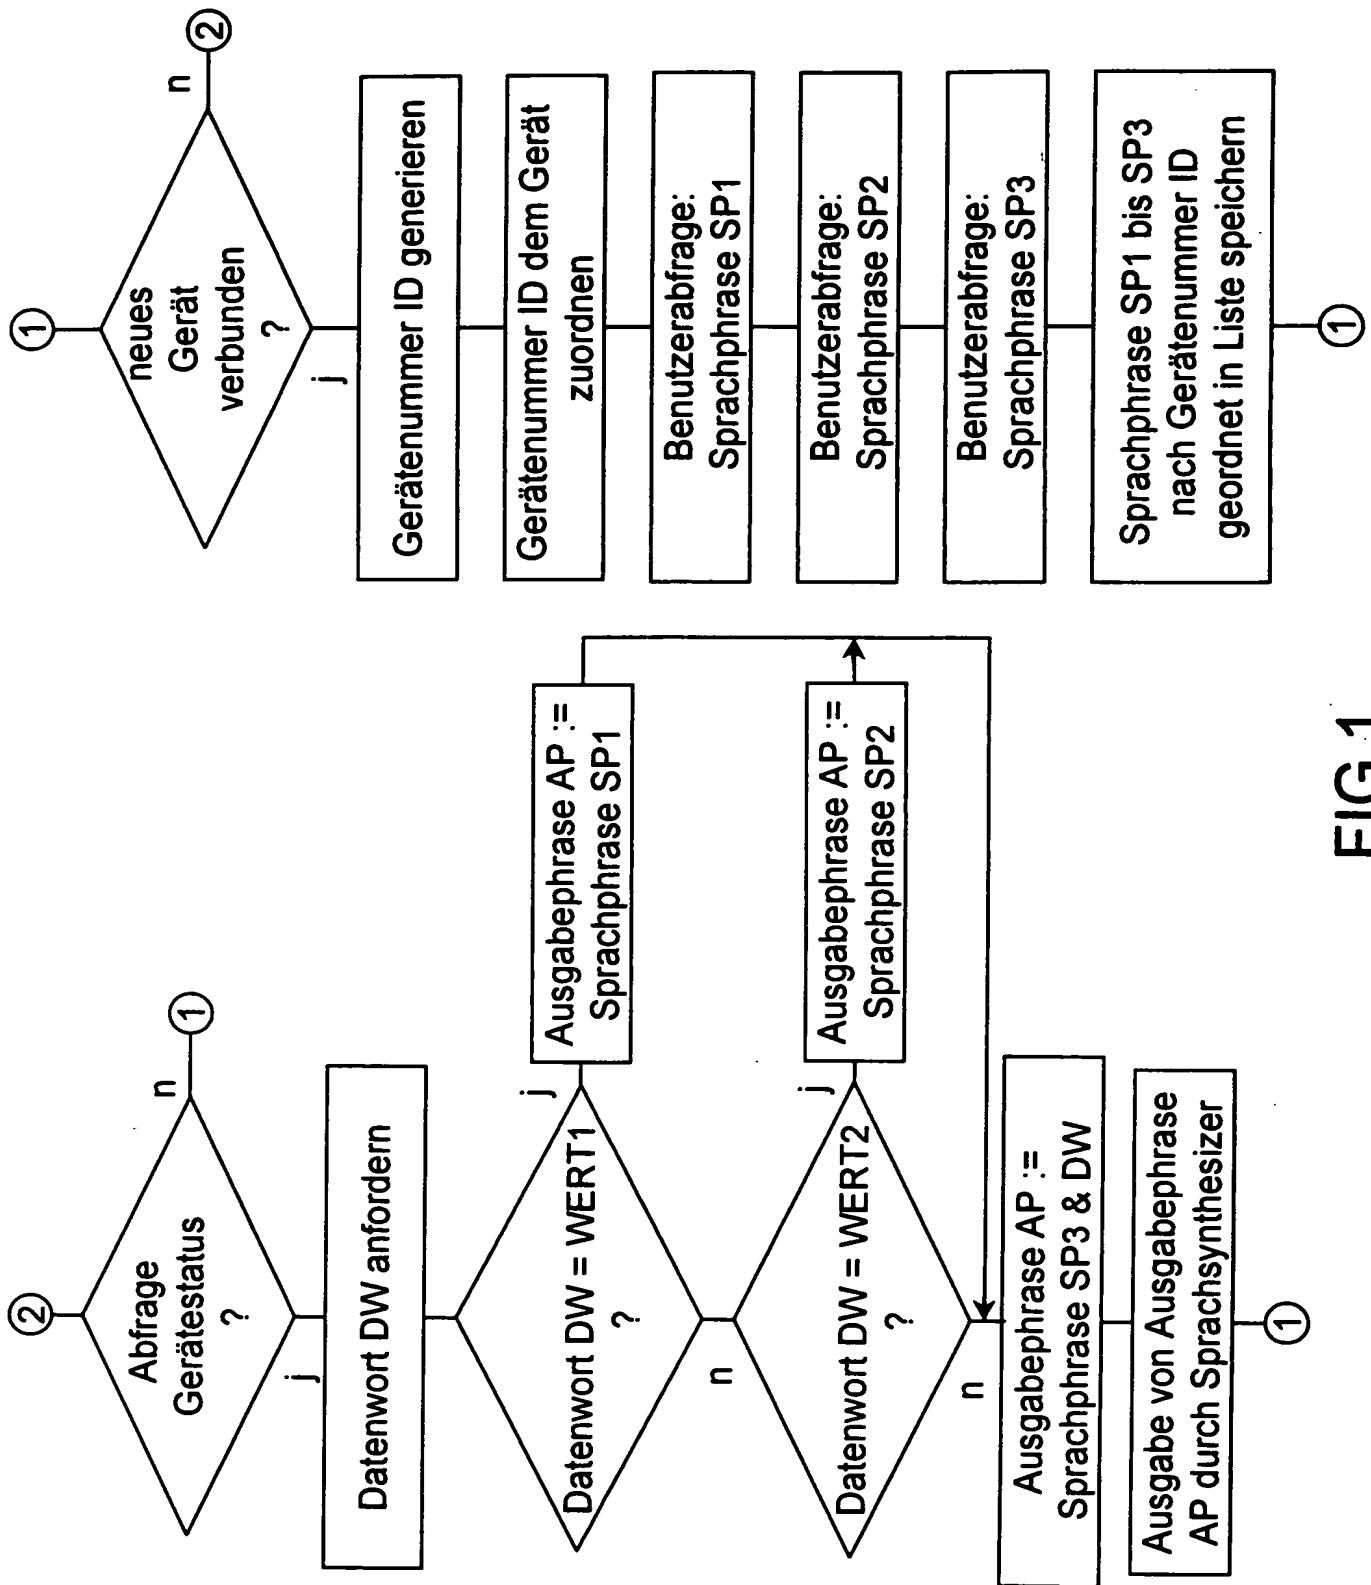 1
neues
Gerät
verbunden
?
n
2
j
Gerätenummer ID generieren
Gerätenummer ID dem Gerät
zuordnen
Benutzerabfrage:
Sprachphrase SP1
Benutzerabfrage:
Sprachphrase SP2
Benutzerabfrage:
Sprachphrase SP3
Sprachphrase SP1 bis SP3
nach Gerätenummer ID
geordnet in Liste speichern
1
2
Abfrage
Gerätestatus
?
n
1
j
Datenwort DW anfordern
Datenwort DW = WERT1
?
j
Ausgabephrase AP :=
Sprachphrase SP1
n
Datenwort DW = WERT2
?
j
Ausgabephrase AP :=
Sprachphrase SP2
n
Ausgabephrase AP :=
Sprachphrase SP3 & DW
Ausgabe von Ausgabephrase
AP durch Sprachsynthesizer
1
FIG 1